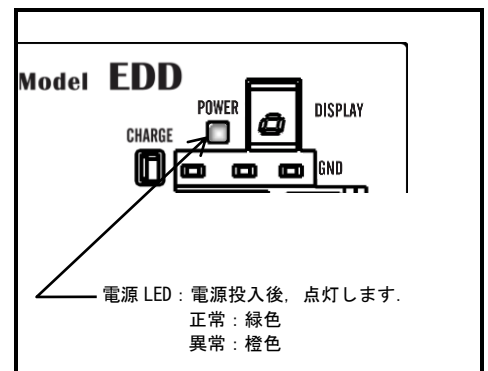 Model EDD
POWER
DISPLAY
CHARGE
GND
電源 LED：電源投入後，点灯します．
正常：緑色
異常：橙色